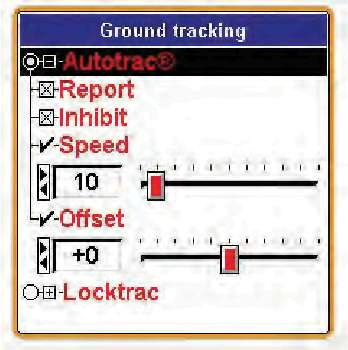 Ground tracking
Autotrac®
Report
Inhibit
Speed
10
Offset
+0
Locktrac